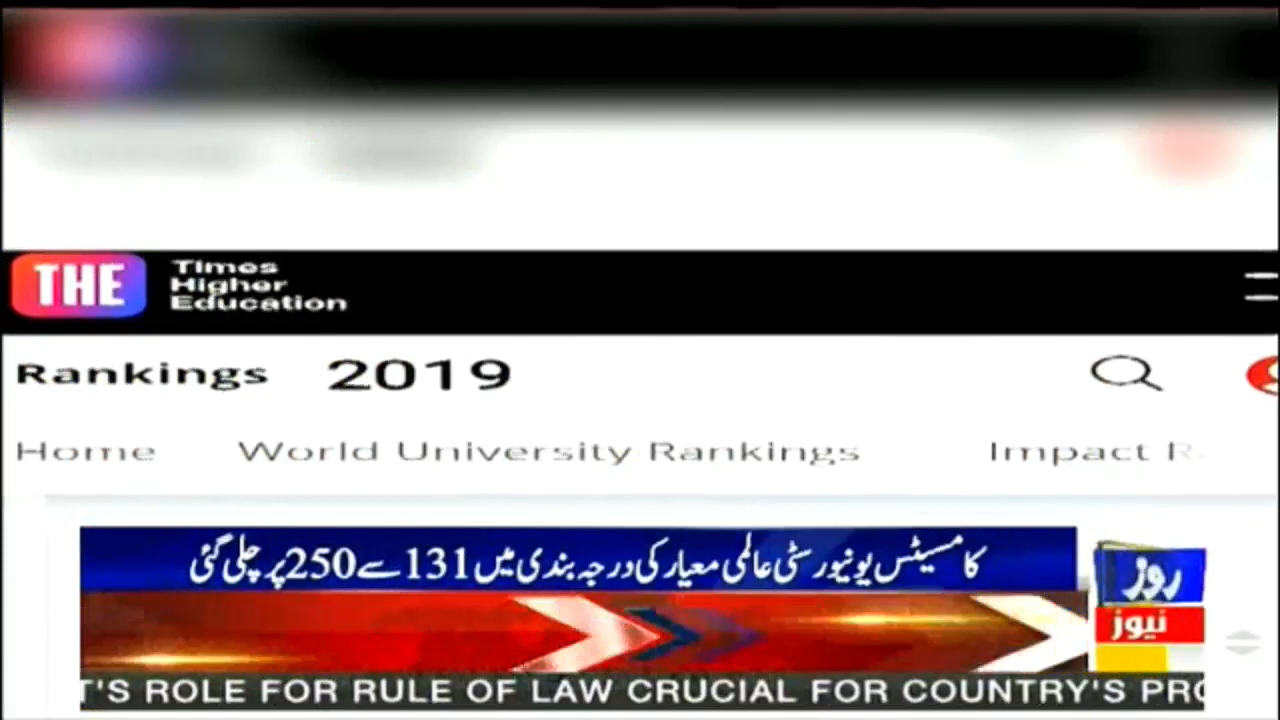 THE Times
Higher
Education
Rankings 2019
Home World University Rankings Impact R
کامسیٹس یونیورسٹی عالمی معیار کی درجہ بندی میں 131 سے 250 پر چلی گئی
روز
نیوز
T'S ROLE FOR RULE OF LAW CRUCIAL FOR COUNTRY'S PRO